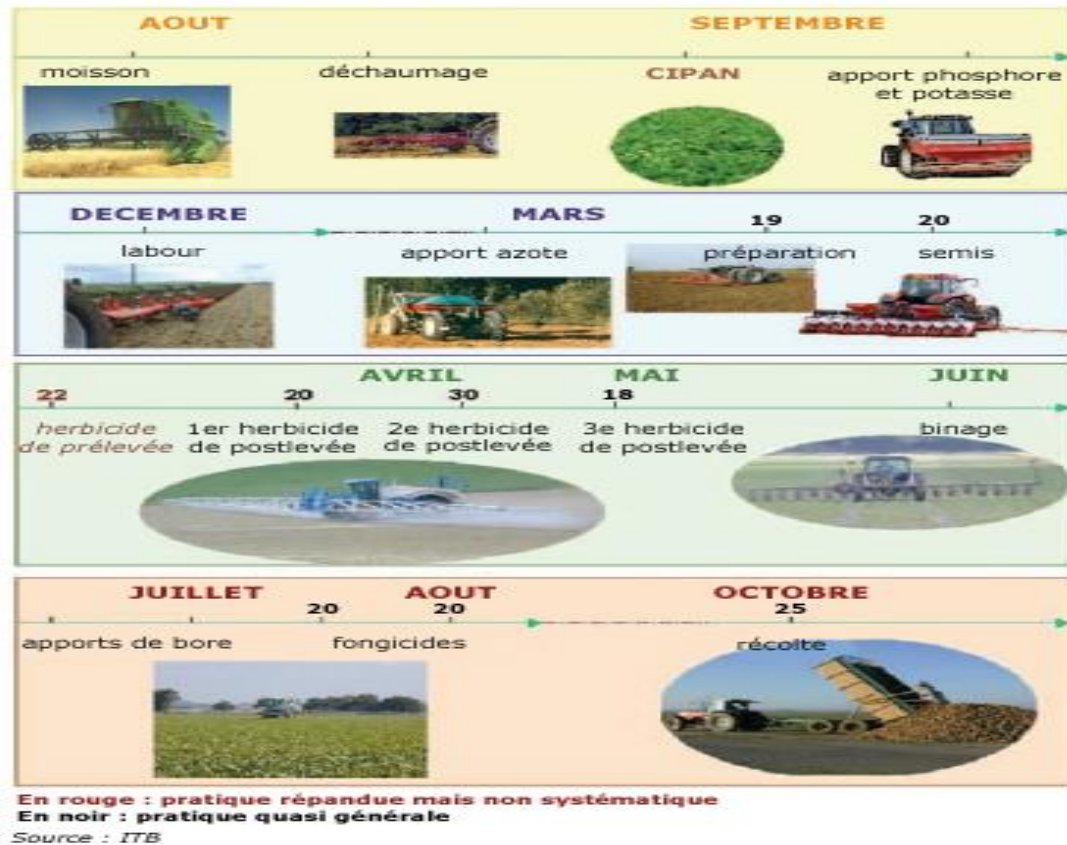 AOUT SEPTEMBRE
moisson déchaumage CIPAN apport phosphore
et potasse
DECEMBRE MARS 19 20
labour apport azote préparation semis
AVRIL MAI JUIN
22 20 30 18
herbicide 1er herbicide 2e herbicide 3e herbicide binage
de prélevée de postlevée de postlevée de postlevée
JUILLET AOUT OCTOBRE
20 20 25
apports de bore fongicides récolte
En rouge : pratique répandue mais non systématique
En noir : pratique quasi générale
Source : ITB